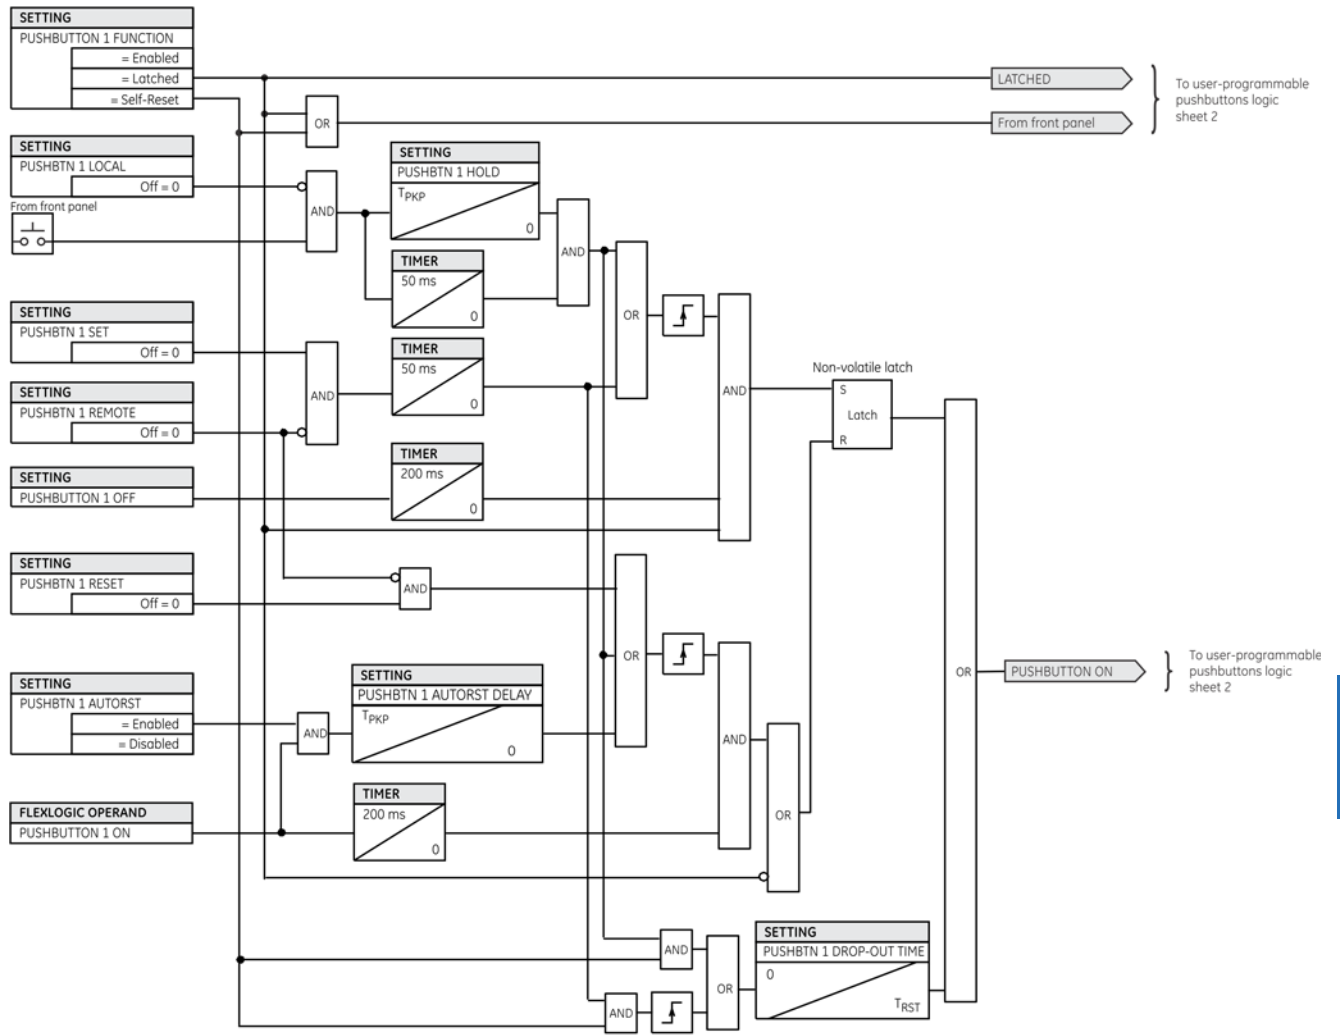 SETTING
PUSHBUTTON 1 FUNCTION
= Enabled
= Latched
= Self-Reset
LATCHED
From front panel
To user-programmable
pushbuttons logic
sheet 2
OR
SETTING
PUSHBTN 1 LOCAL
Off = 0
From front panel
AND
SETTING
PUSHBTN 1 HOLD
TPKP
0
TIMER
50 ms
0
AND
OR
SETTING
PUSHBTN 1 SET
Off = 0
SETTING
PUSHBTN 1 REMOTE
Off = 0
AND
TIMER
50 ms
0
AND
Non-volatile latch
S
Latch
R
SETTING
PUSHBUTTON 1 OFF
TIMER
200 ms
0
SETTING
PUSHBTN 1 RESET
Off = 0
AND
OR
SETTING
PUSHBTN 1 AUTORST
= Enabled
= Disabled
AND
SETTING
PUSHBTN 1 AUTORST DELAY
TPKP
0
AND
OR
PUSHBUTTON ON
To user-programmable
pushbuttons logic
sheet 2
FLEXLOGIC OPERAND
PUSHBUTTON 1 ON
TIMER
200 ms
0
OR
AND
AND
OR
SETTING
PUSHBTN 1 DROP-OUT TIME
0
TRST